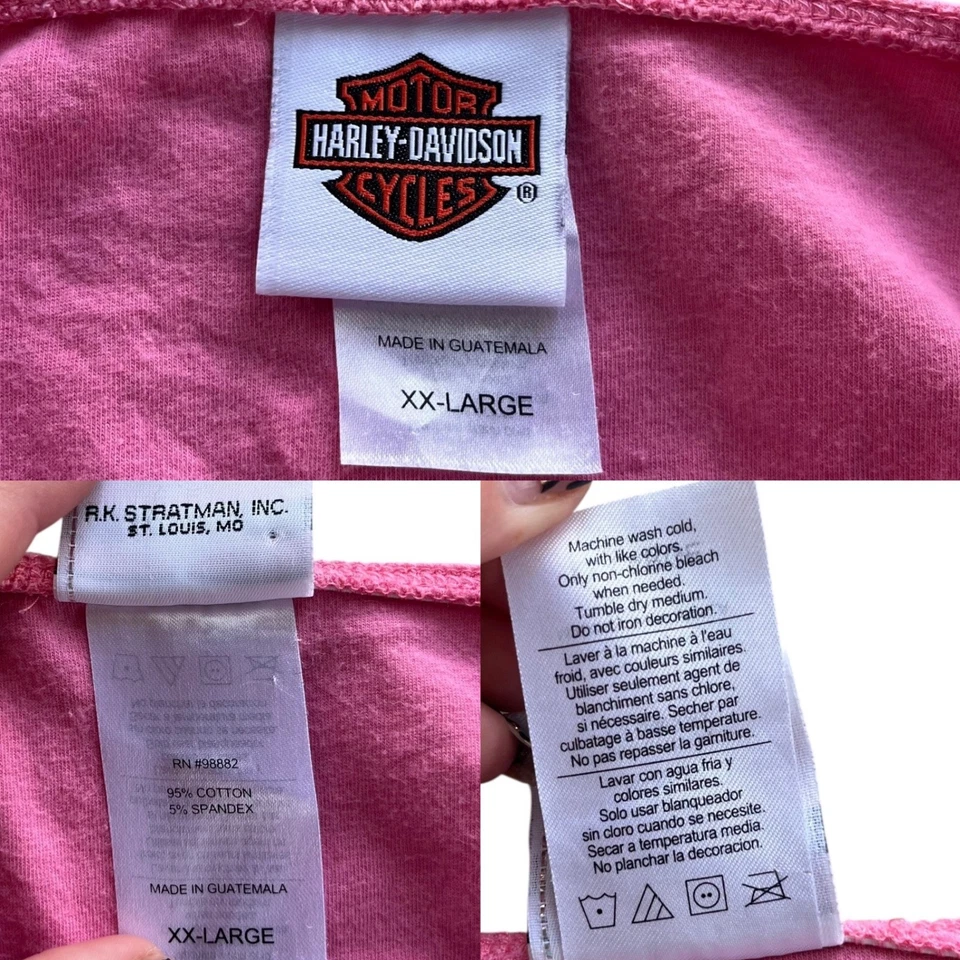 MOTOR
HARLEY-DAVIDSON
CYCLES
®
MADE IN GUATEMALA
XX-LARGE
R.K. STRATMAN, INC.
ST. LOUIS, MO
RN #98882
95% COTTON
5% SPANDEX
MADE IN GUATEMALA
XX-LARGE
Machine wash cold,
with like colors.
Only non-chlorine bleach
when needed.
Tumble dry medium.
Do not iron decoration.
Laver à la machine à l'eau
froid, avec couleurs similaires.
Utiliser seulement agent de
blanchiment sans chlore,
si nécessaire. Secher par
culbatage à basse temperature.
No pas repasser la garniture.
Lavar con agua fria y
colores similares.
Solo usar blanqueador
sin cloro cuando se necesite.
Secar a temperatura media.
No planchar la decoracion.